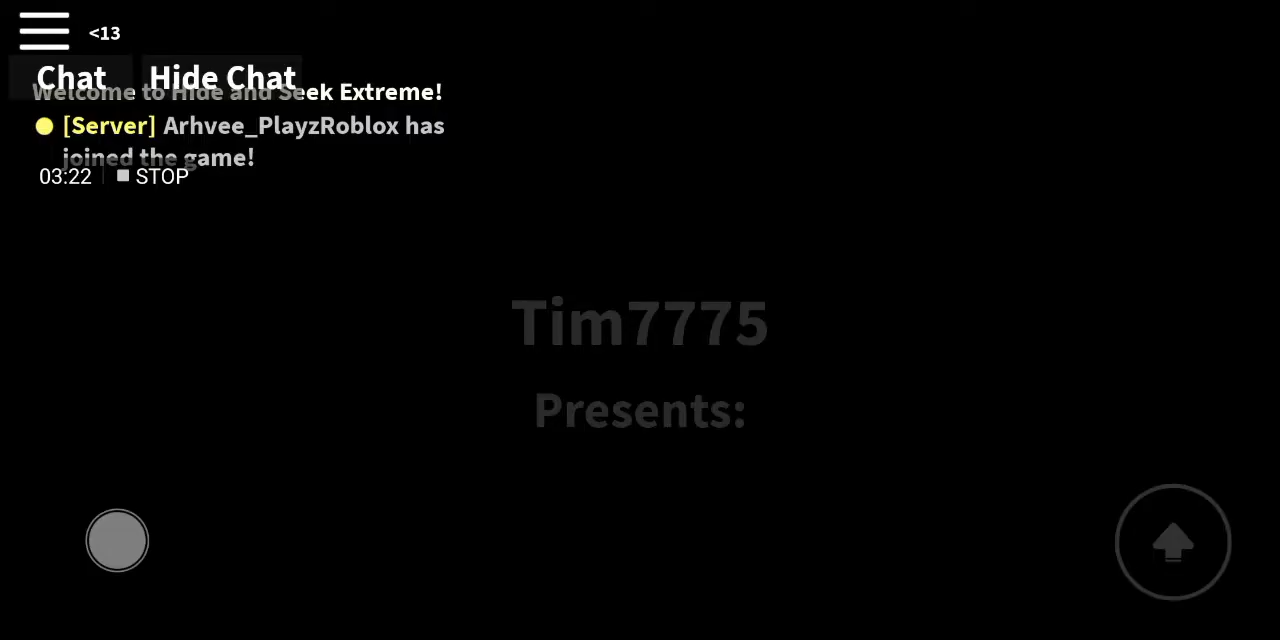 <13
Chat Hide Chat
Welcome to Hide and Seek Extreme!
[Server] Arhvee_PlayzRoblox has
joined the game!
03:22 STOP
Tim7775
Presents: